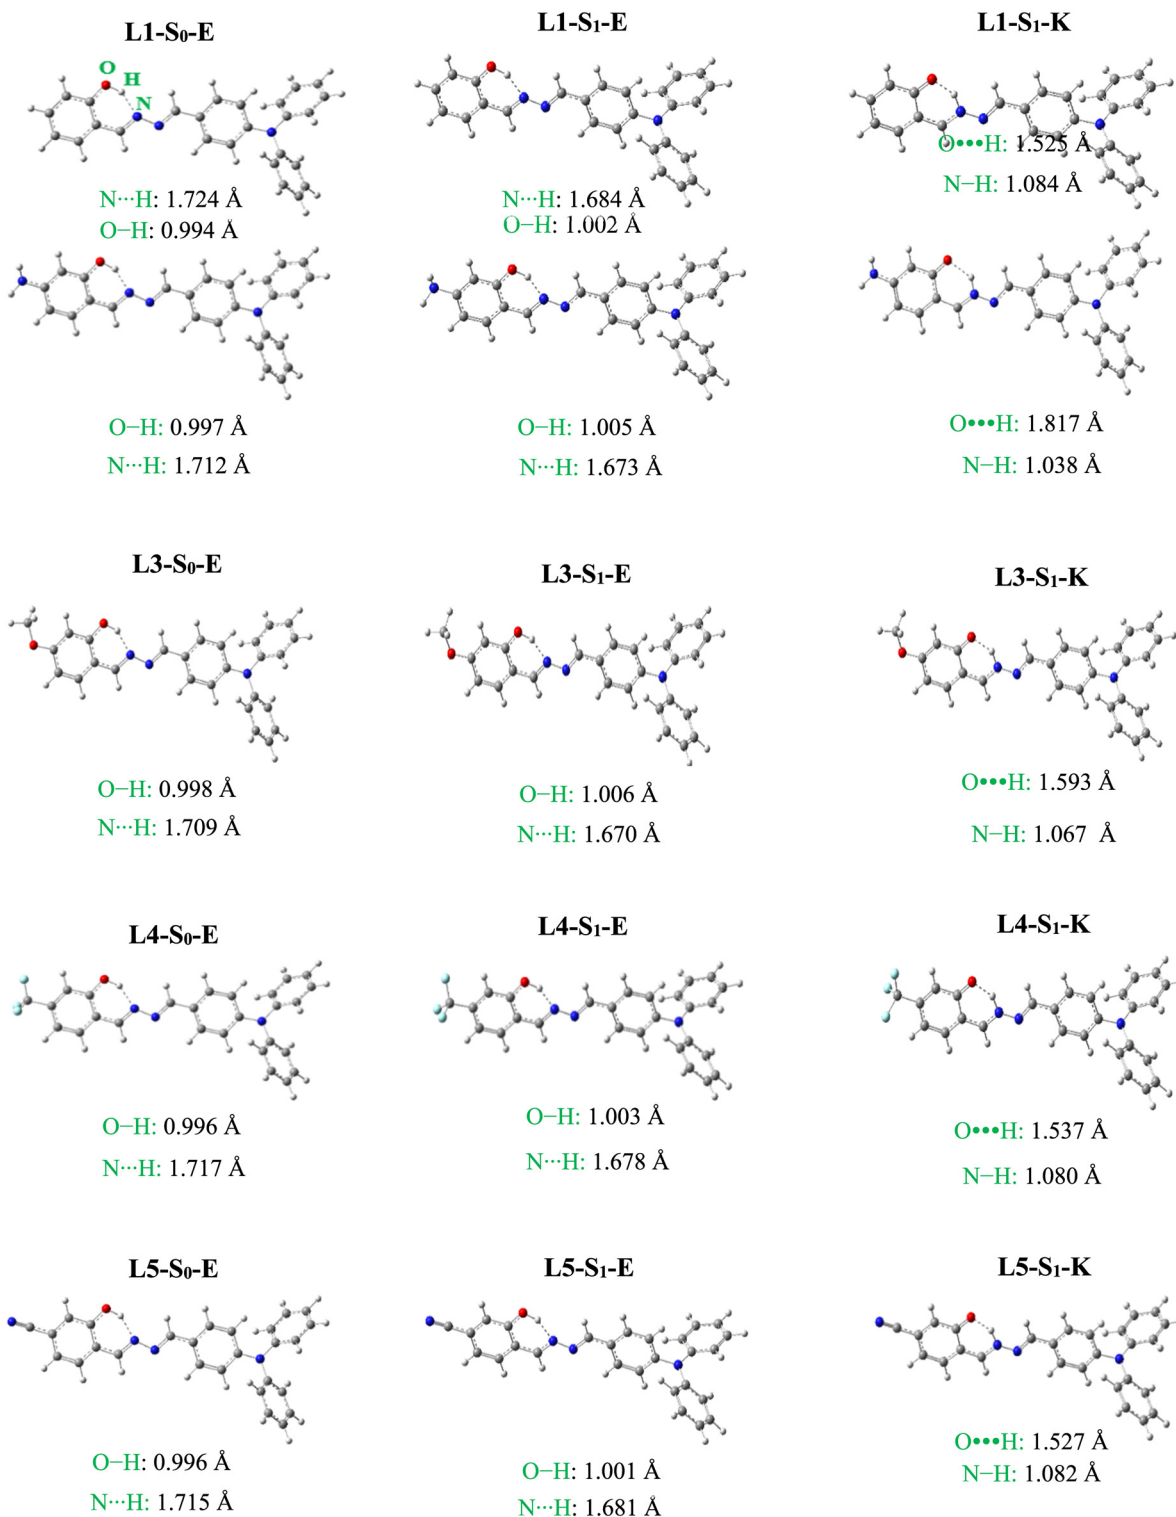 L1-S₀-E
L1-S₁-E
L1-S₁-K
O
H
N
N···H: 1.724 Å
O−H: 0.994 Å
N···H: 1.684 Å
O−H: 1.002 Å
O•••H: 1.525 Å
N−H: 1.084 Å
O−H: 0.997 Å
N···H: 1.712 Å
O−H: 1.005 Å
N···H: 1.673 Å
O•••H: 1.817 Å
N−H: 1.038 Å
L3-S₀-E
L3-S₁-E
L3-S₁-K
O−H: 0.998 Å
N···H: 1.709 Å
O−H: 1.006 Å
N···H: 1.670 Å
O•••H: 1.593 Å
N−H: 1.067 Å
L4-S₀-E
L4-S₁-E
L4-S₁-K
O−H: 0.996 Å
N···H: 1.717 Å
O−H: 1.003 Å
N···H: 1.678 Å
O•••H: 1.537 Å
N−H: 1.080 Å
L5-S₀-E
L5-S₁-E
L5-S₁-K
O−H: 0.996 Å
N···H: 1.715 Å
O−H: 1.001 Å
N···H: 1.681 Å
O•••H: 1.527 Å
N−H: 1.082 Å